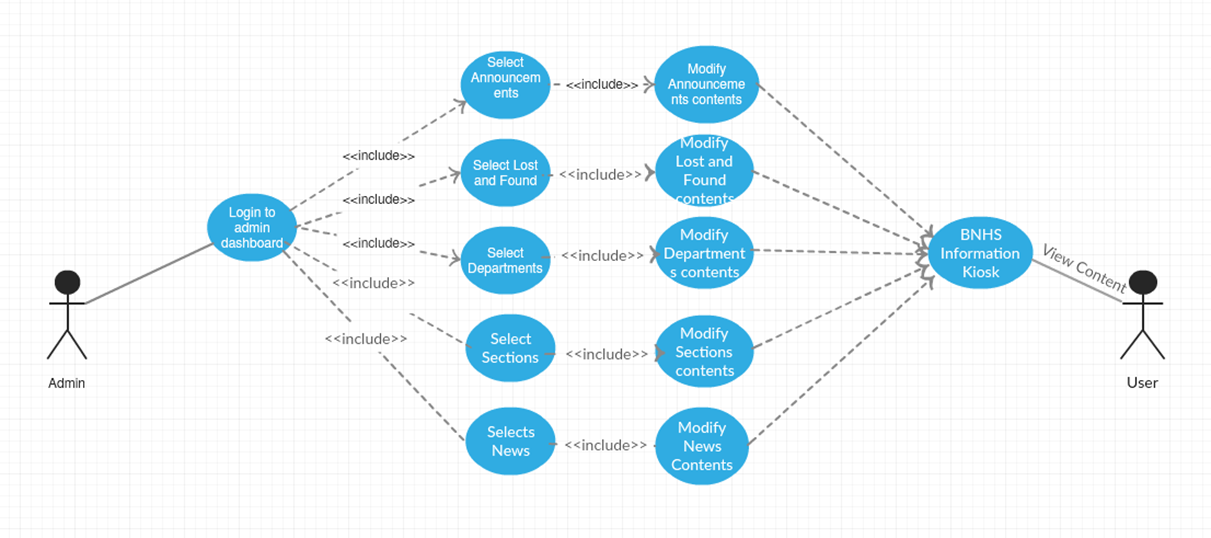 Select
Announcem
ents
<<include>>
Modify
Announceme
nts contents
<<include>>
Select Lost
and Found
<<include>>
Modify
Lost and
Found
contents
<<include>>
Login to
admin
dashboard
<<include>>
Select
Departments
<<include>>
Modify
Department
s contents
BNHS
Information
Kiosk
View Content
<<include>>
Select
Sections
<<include>>
Modify
Sections
contents
<<include>>
Admin
User
Selects
News
<<include>>
Modify
News
Contents